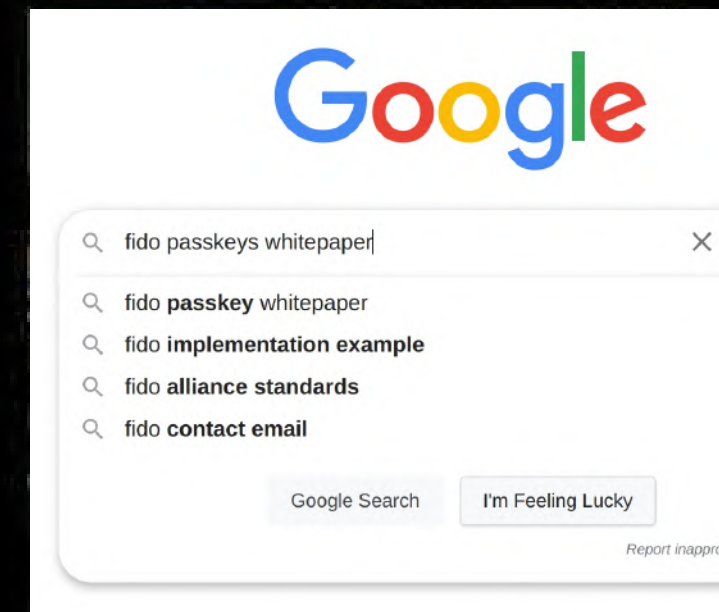 Google
fido passkeys whitepaper
fido passkey whitepaper
fido implementation example
fido alliance standards
fido contact email
Google Search I'm Feeling Lucky
Report